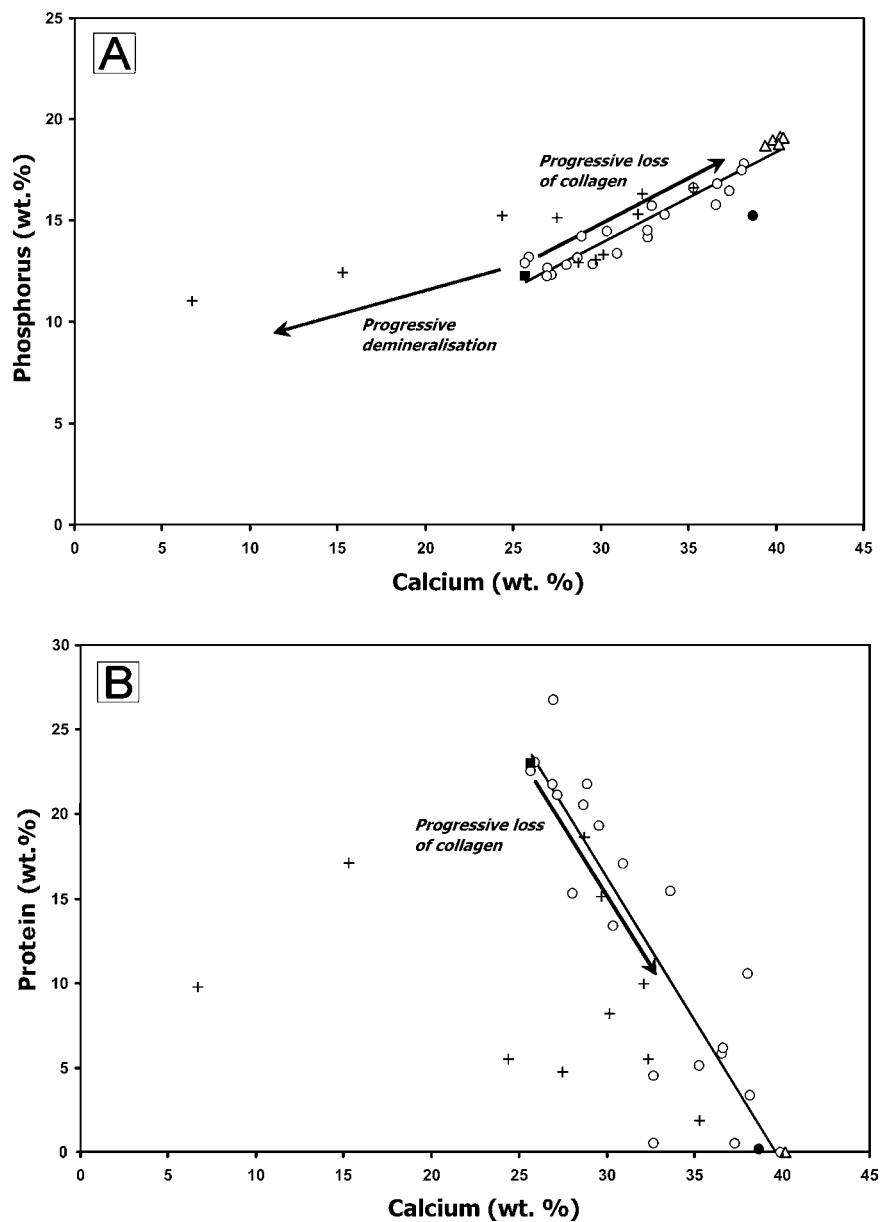 A
25
20
15
10
5
0
Phosphorus (wt.%)
Progressive loss
of collagen
Progressive
demineralisation
0 5 10 15 20 25 30 35 40 45
Calcium (wt. %)
B
30
25
20
15
10
5
0
Protein (wt.%)
Progressive loss
of collagen
0 5 10 15 20 25 30 35 40 45
Calcium (wt. %)